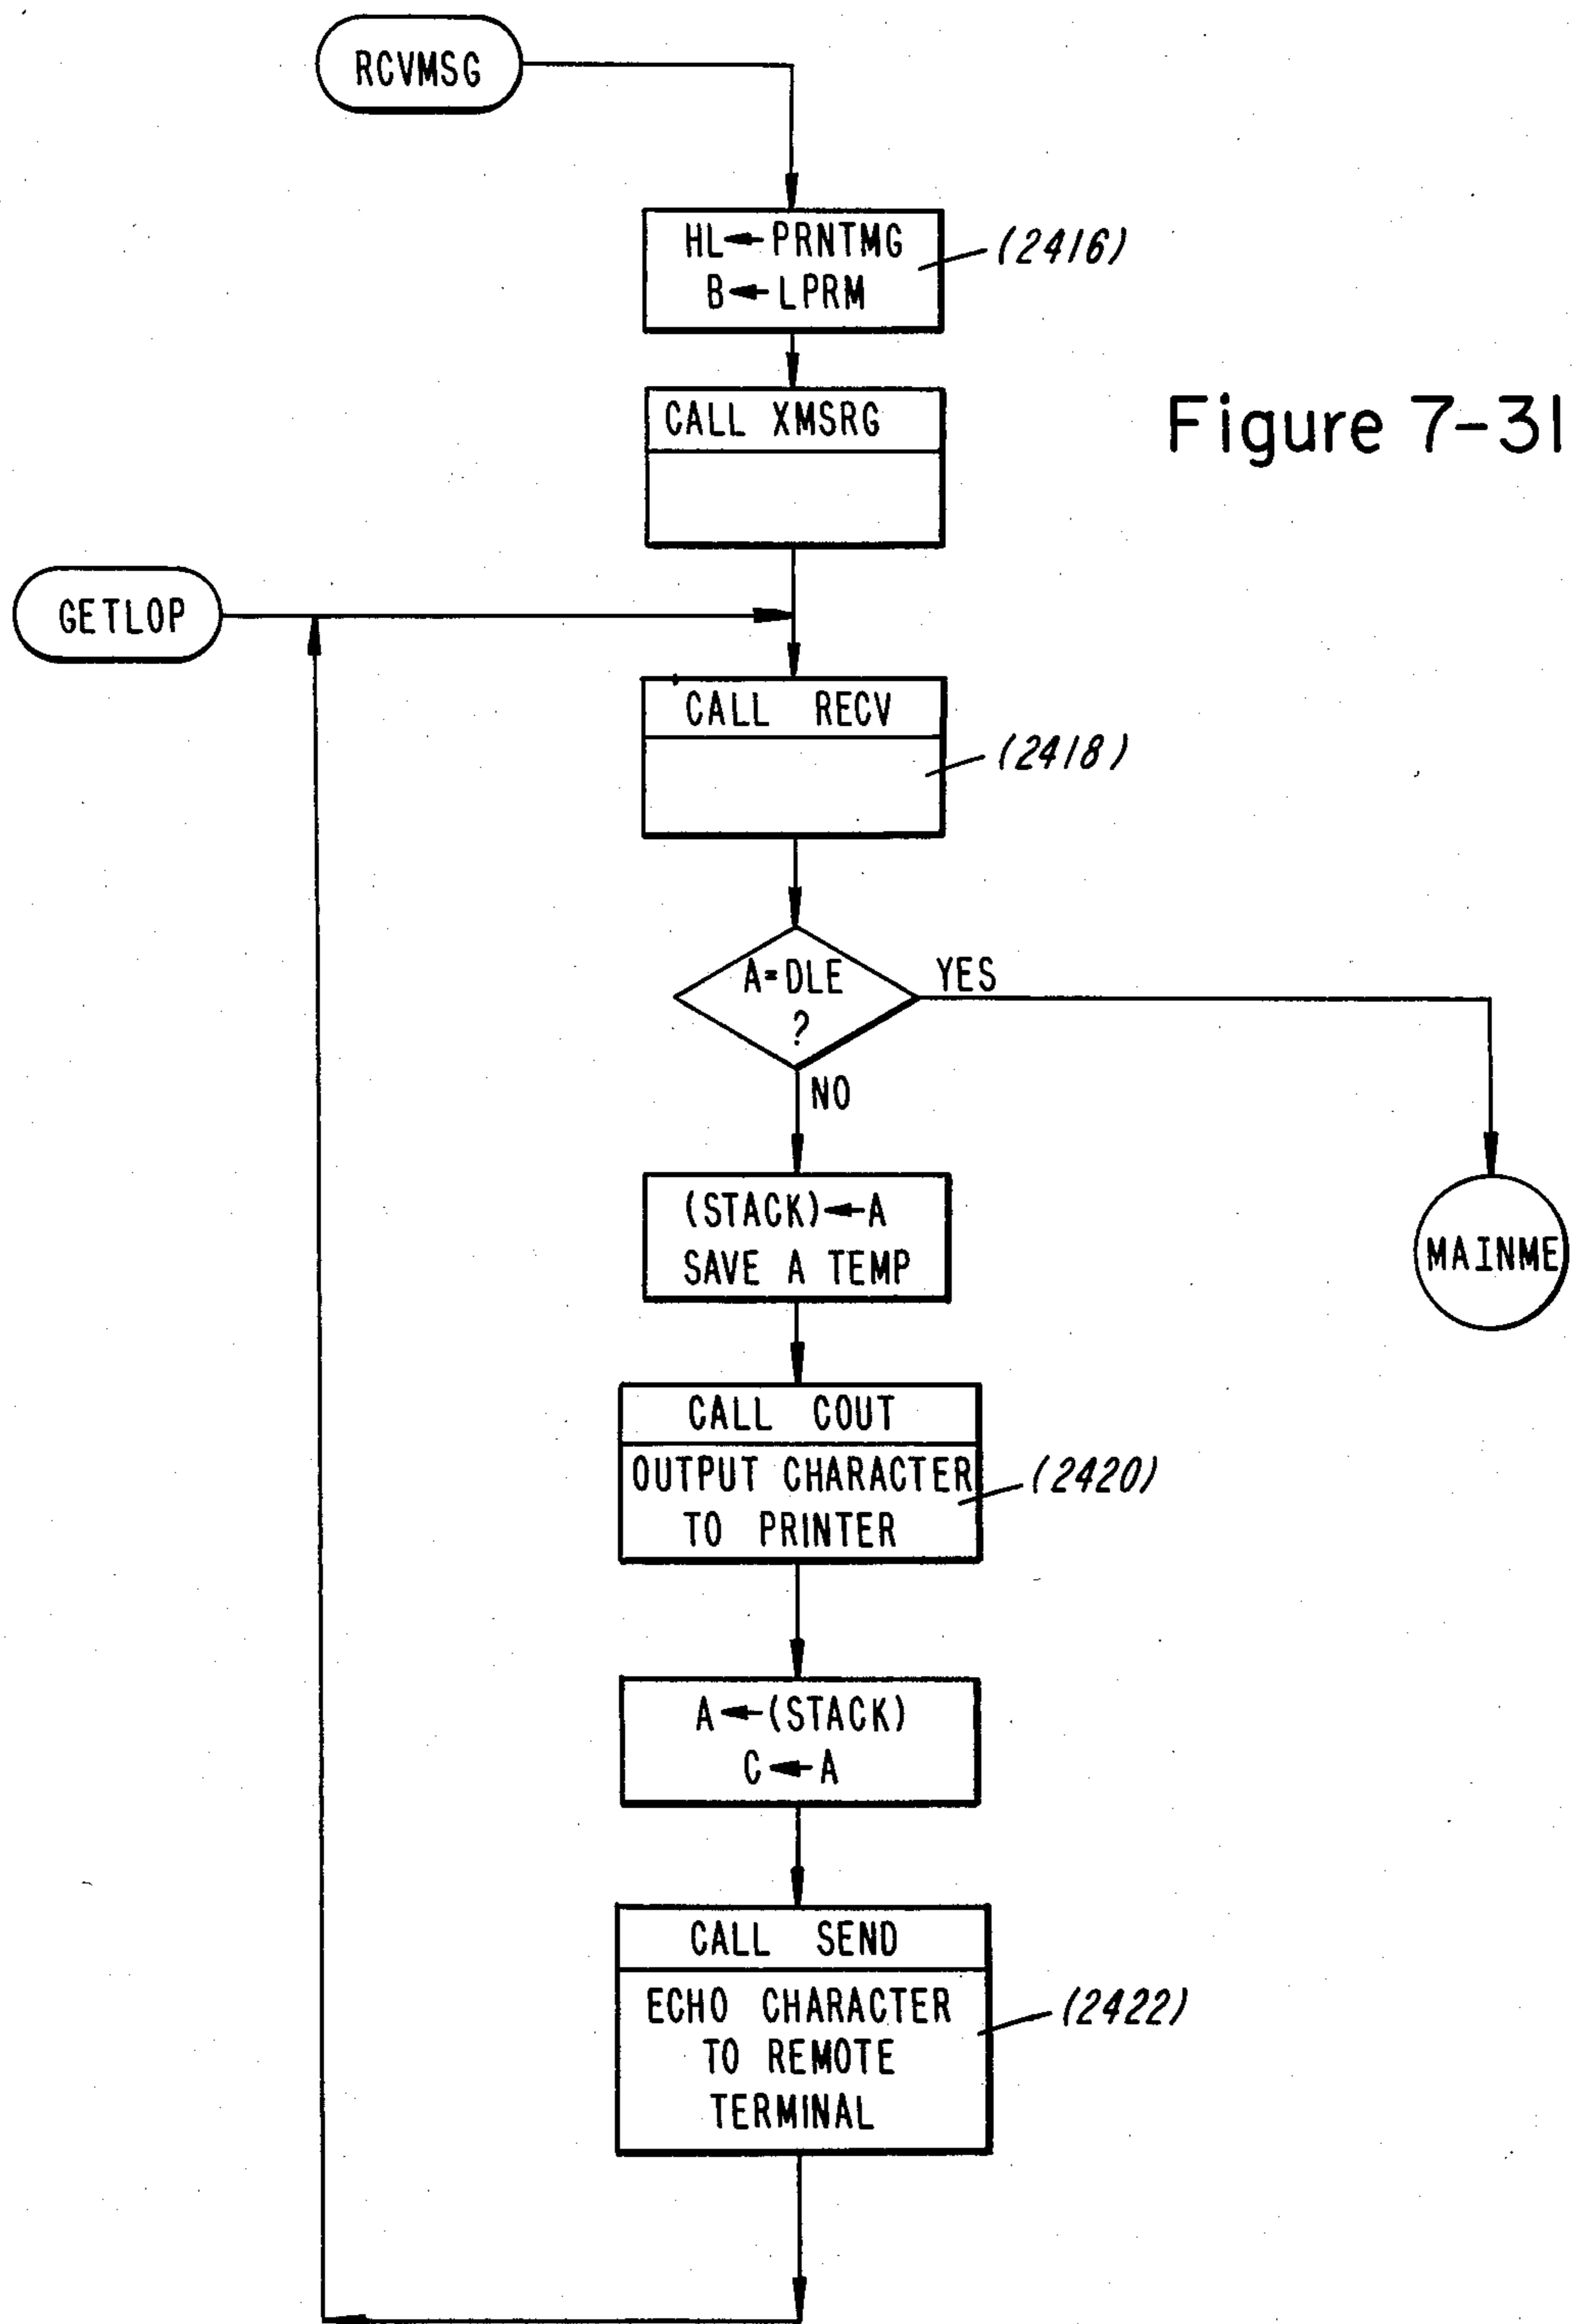 RCVMSG
HL←PRNTMG
B←LPRM
(2416)
CALL XMSRG
Figure 7-31
GETLOP
CALL RECV
(2418)
A=DLE
?
YES
NO
(STACK)←A
SAVE A TEMP
MAINME
CALL COUT
OUTPUT CHARACTER
TO PRINTER
(2420)
A←(STACK)
C←A
CALL SEND
ECHO CHARACTER
TO REMOTE
TERMINAL
(2422)